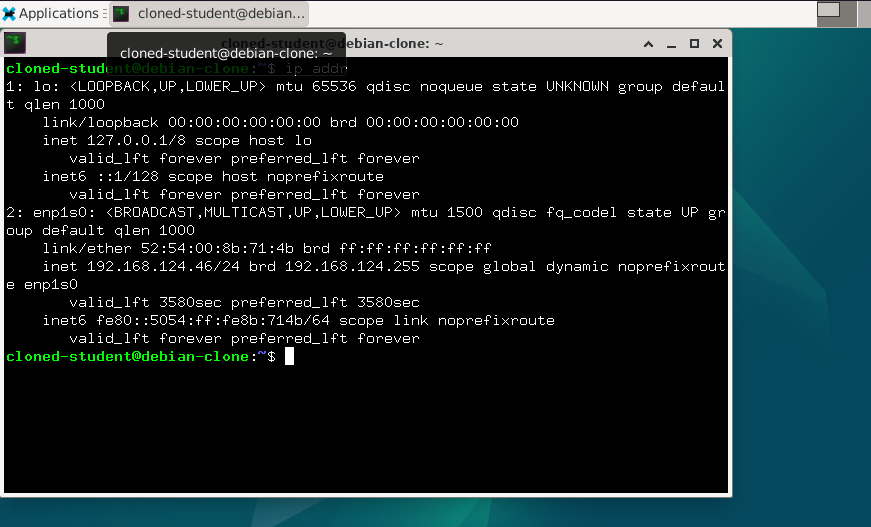 Applications
cloned-student@debian...
cloned-student@debian-clone: ~
cloned-student@debian-clone: ~
cloned-student@debian-clone:~$ ip addr
1: lo: <LOOPBACK,UP,LOWER_UP> mtu 65536 qdisc noqueue state UNKNOWN group defaul
t qlen 1000
link/loopback 00:00:00:00:00:00 brd 00:00:00:00:00:00
inet 127.0.0.1/8 scope host lo
valid_lft forever preferred_lft forever
inet6 ::1/128 scope host noprefixroute
valid_lft forever preferred_lft forever
2: enp1s0: <BROADCAST,MULTICAST,UP,LOWER_UP> mtu 1500 qdisc fq_codel state UP gr
oup default qlen 1000
link/ether 52:54:00:8b:71:4b brd ff:ff:ff:ff:ff:ff
inet 192.168.124.46/24 brd 192.168.124.255 scope global dynamic noprefixrout
e enp1s0
valid_lft 3580sec preferred_lft 3580sec
inet6 fe80::5054:ff:fe8b:714b/64 scope link noprefixroute
valid_lft forever preferred_lft forever
cloned-student@debian-clone:~$